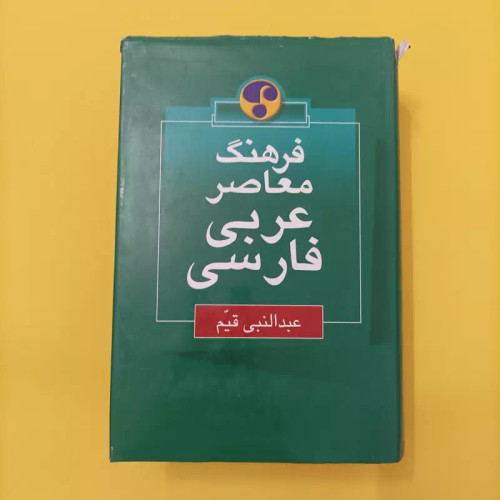 فرهنگ
معاصر
عربی
فارسی
عبدالنبی قیّم